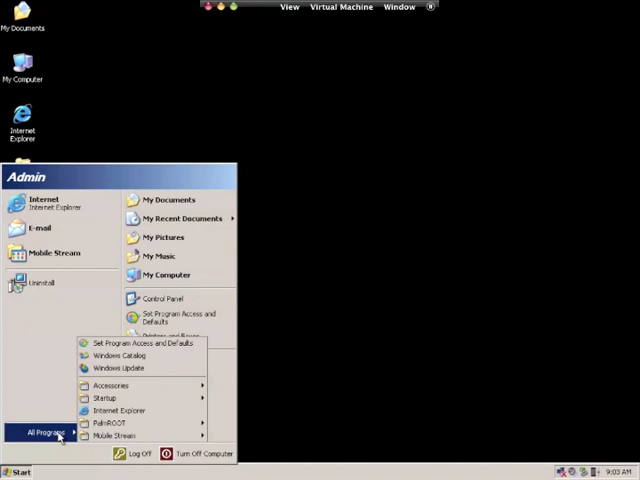 View Virtual Machine Window
My Documents
My Computer
Internet
Explorer
Admin
Internet
Internet Explorer
E-mail
Mobile Stream
Uninstall
My Documents
My Recent Documents
My Pictures
My Music
My Computer
Control Panel
Set Program Access and
Defaults
Set Program Access and Defaults
Windows Catalog
Windows Update
Accessories
Startup
Internet Explorer
PalmROOT
Mobile Stream
All Programs
Log Off Turn Off Computer
Start 9:03 AM